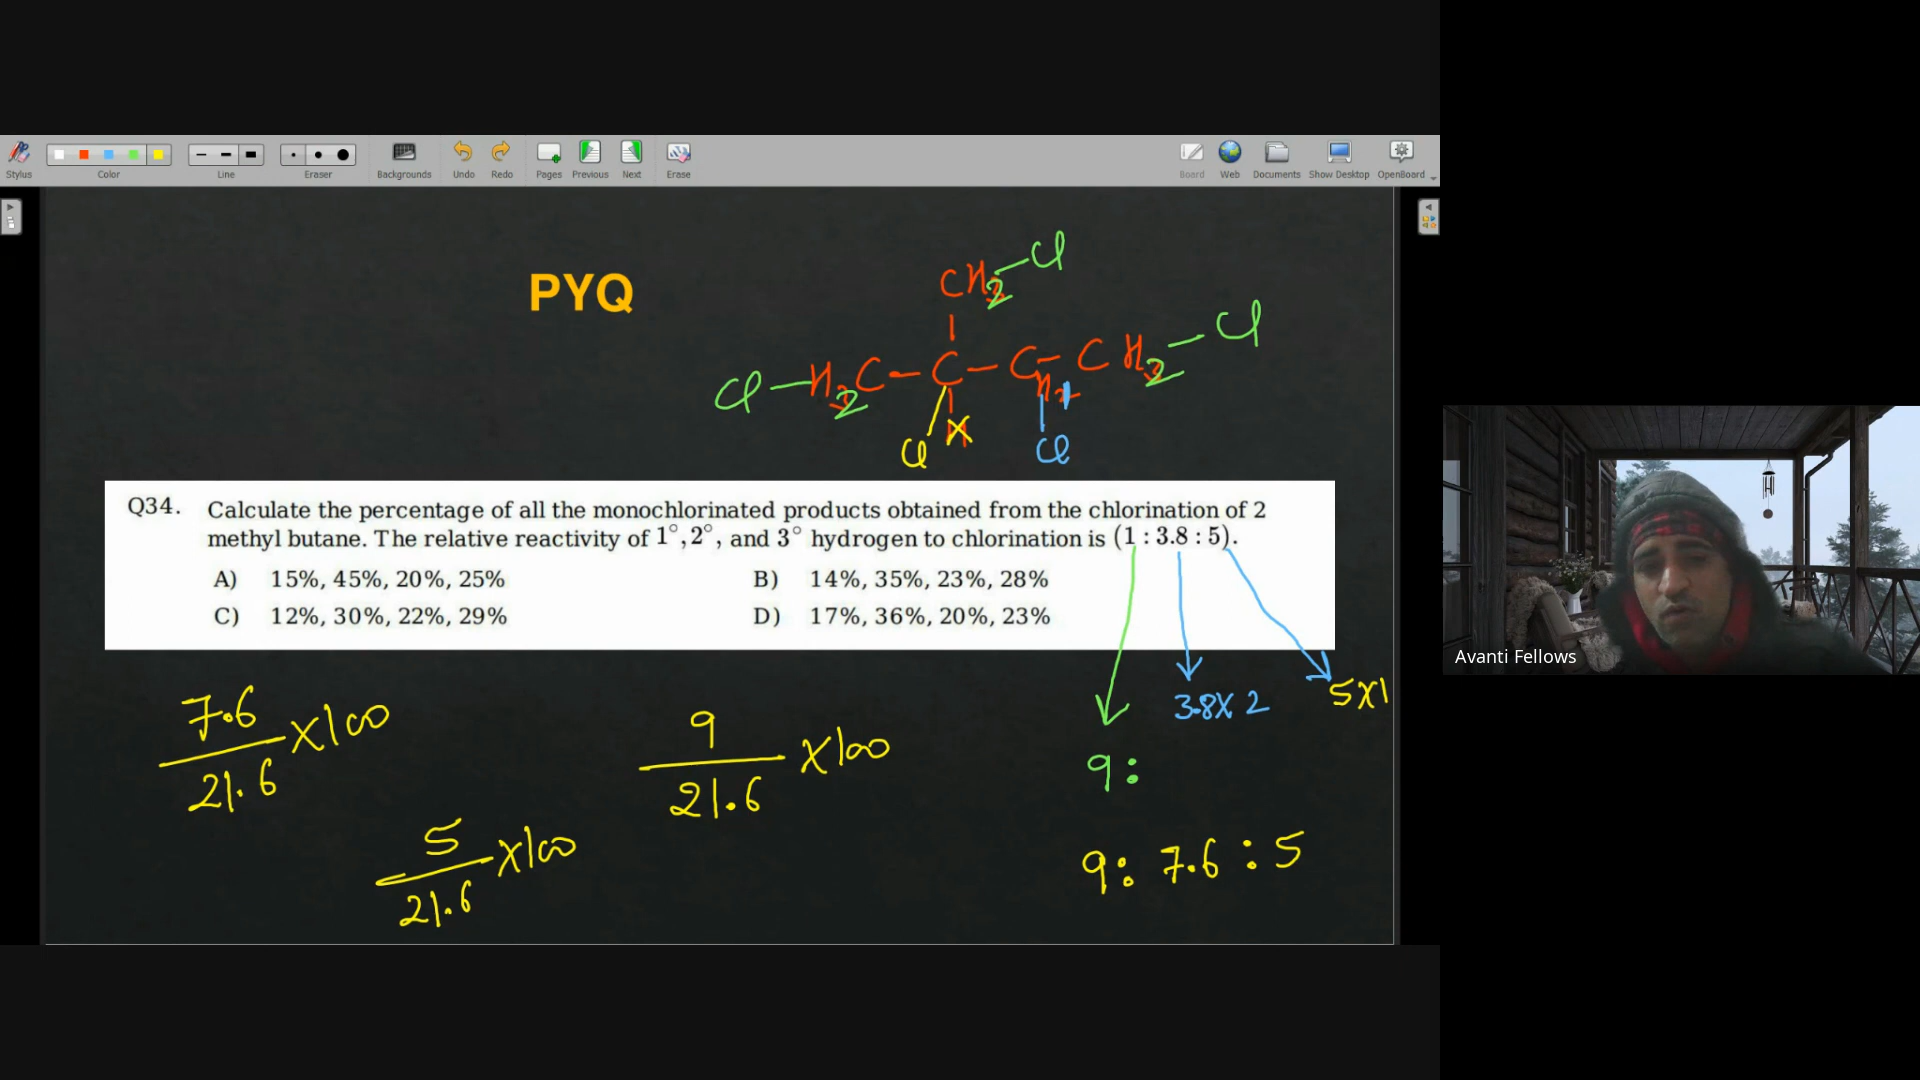 Stylus Color Line Eraser Backgrounds Undo Redo Pages Previous Next Erase Board Web Documents Show Desktop OpenBoard
PYQ
CH2-Cl
Cl-H2C-C-C-CH2-Cl
H
Cl H Cl
Q34. Calculate the percentage of all the monochlorinated products obtained from the chlorination of 2
methyl butane. The relative reactivity of 1°, 2°, and 3° hydrogen to chlorination is (1 : 3.8 : 5).
A) 15%, 45%, 20%, 25% B) 14%, 35%, 23%, 28%
C) 12%, 30%, 22%, 29% D) 17%, 36%, 20%, 23%
Avanti Fellows
7.6/21.6 X100
9/21.6 X100
3.8X2
5X1
9:
5/21.6 X100
9: 7.6 : 5